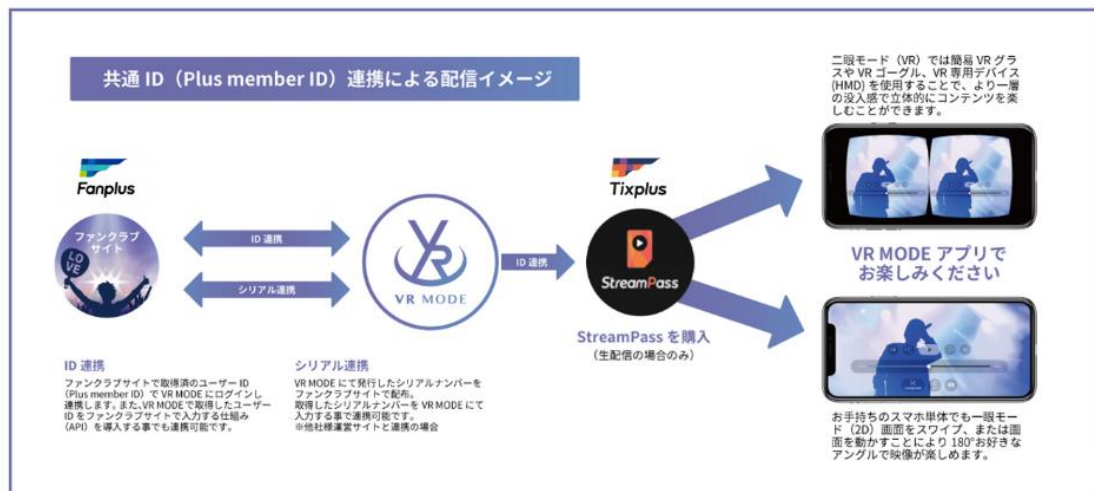 共通 ID(Plus member ID)連携による配信イメージ
Fanplus
ファンクラブ
サイト
LOVE
ID 連携
シリアル連携
VR MODE
ID 連携
Tixplus
StreamPass
StreamPass を購入
(生配信の場合のみ)
ID 連携
ファンクラブサイトで取得済のユーザー ID
(Plus member ID)で VR MODE にログインし
連携します。また、VR MODE で取得したユーザー
ID をファンクラブサイトで入力する仕組み
(API)を導入する事でも連携可能です。
シリアル連携
VR MODE にて発行したシリアルナンバーを
ファンクラブサイトで配布。
取得したシリアルナンバーを VR MODE にて
入力する事で連携可能です。
※他社様運営サイトと連携の場合
二眼モード(VR)では簡易 VR グラ
スや VR ゴーグル、VR 専用デバイス
(HMD) を使用することで、より一層
の没入感で立体的にコンテンツを楽
しむことができます。
VR MODE アプリで
お楽しみください
お手持ちのスマホ単体でも一眼モー
ド(2D)画面をスワイプ、または画
面を動かすことにより 180°お好きな
アングルで映像が楽しめます。